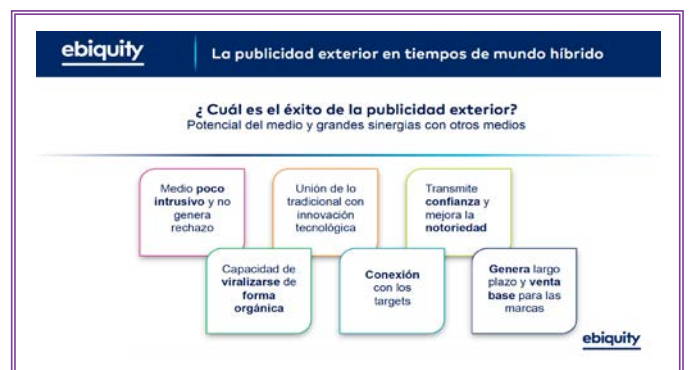 ebiquity
La publicidad exterior en tiempos de mundo híbrido
¿ Cuál es el éxito de la publicidad exterior?
Potencial del medio y grandes sinergias con otros medios
Medio poco
intrusivo y no
genera
rechazo
Unión de lo
tradicional con
innovación
tecnológica
Transmite
confianza y
mejora la
notoriedad
Capacidad de
viralizarse de
forma
orgánica
Conexión
con los
targets
Genera largo
plazo y venta
base para las
marcas
ebiquity